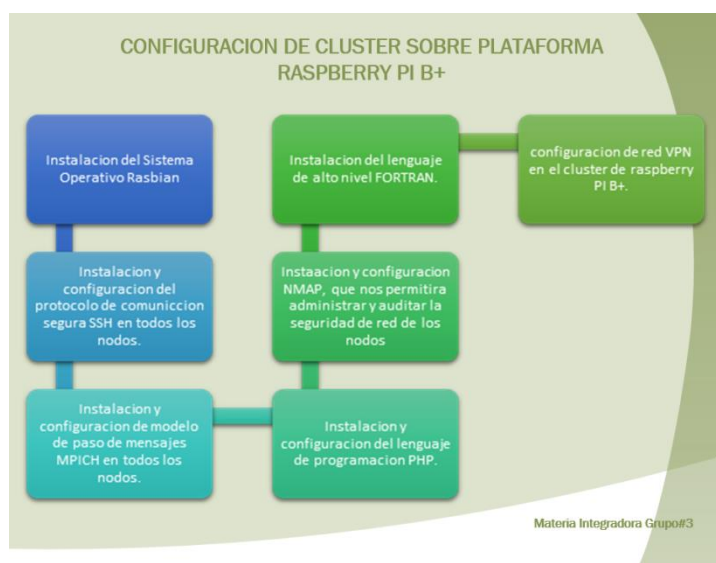 CONFIGURACION DE CLUSTER SOBRE PLATAFORMA
RASPBERRY PI B+
Instalacion del Sistema
Operativo Rasbian
Instalacion y
configuracion del
protocolo de comuniccion
segura SSH en todos los
nodos.
Instalacion y
configuracion de modelo
de paso de mensajes
MPICH en todos los
nodos.
Instalacion y
configuracion del lenguaje
de programacion PHP.
Instaacion y configuracion
NMAP, que nos permitira
administrar y auditar la
seguridad de red de los
nodos
Instalacion del lenguaje
de alto nivel FORTRAN.
configuracion de red VPN
en el cluster de raspberry
PI B+.
Materia Integradora Grupo#3